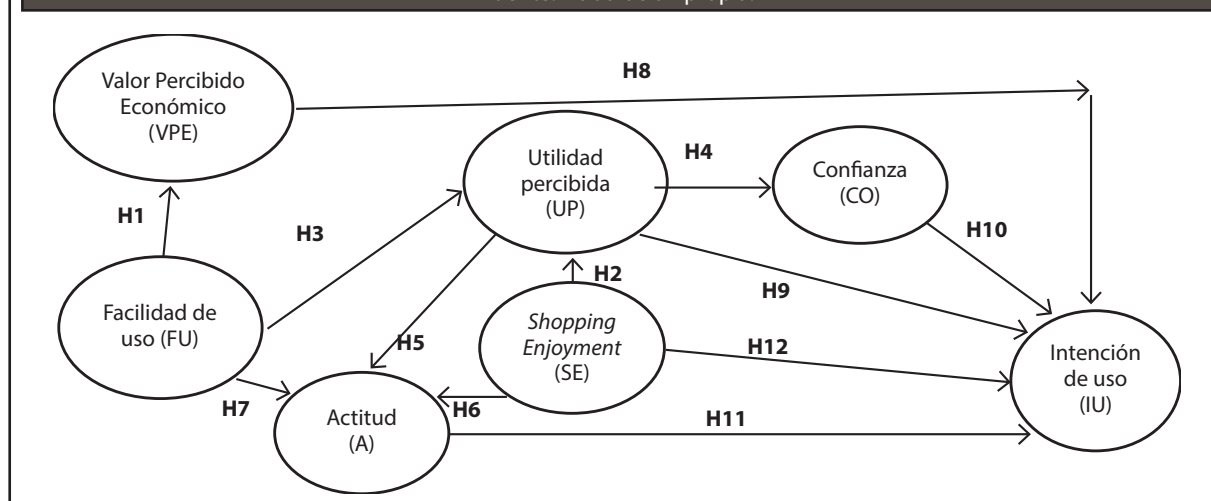 H8
Valor Percibido
Económico
(VPE)
Utilidad
percibida
(UP)
H4
Confianza
(CO)
H1
H3
H10
H2
H9
Facilidad de
uso (FU)
Shopping
Enjoyment
(SE)
H5
H12
Intención
de uso
(IU)
H7
Actitud
(A)
H6
H11